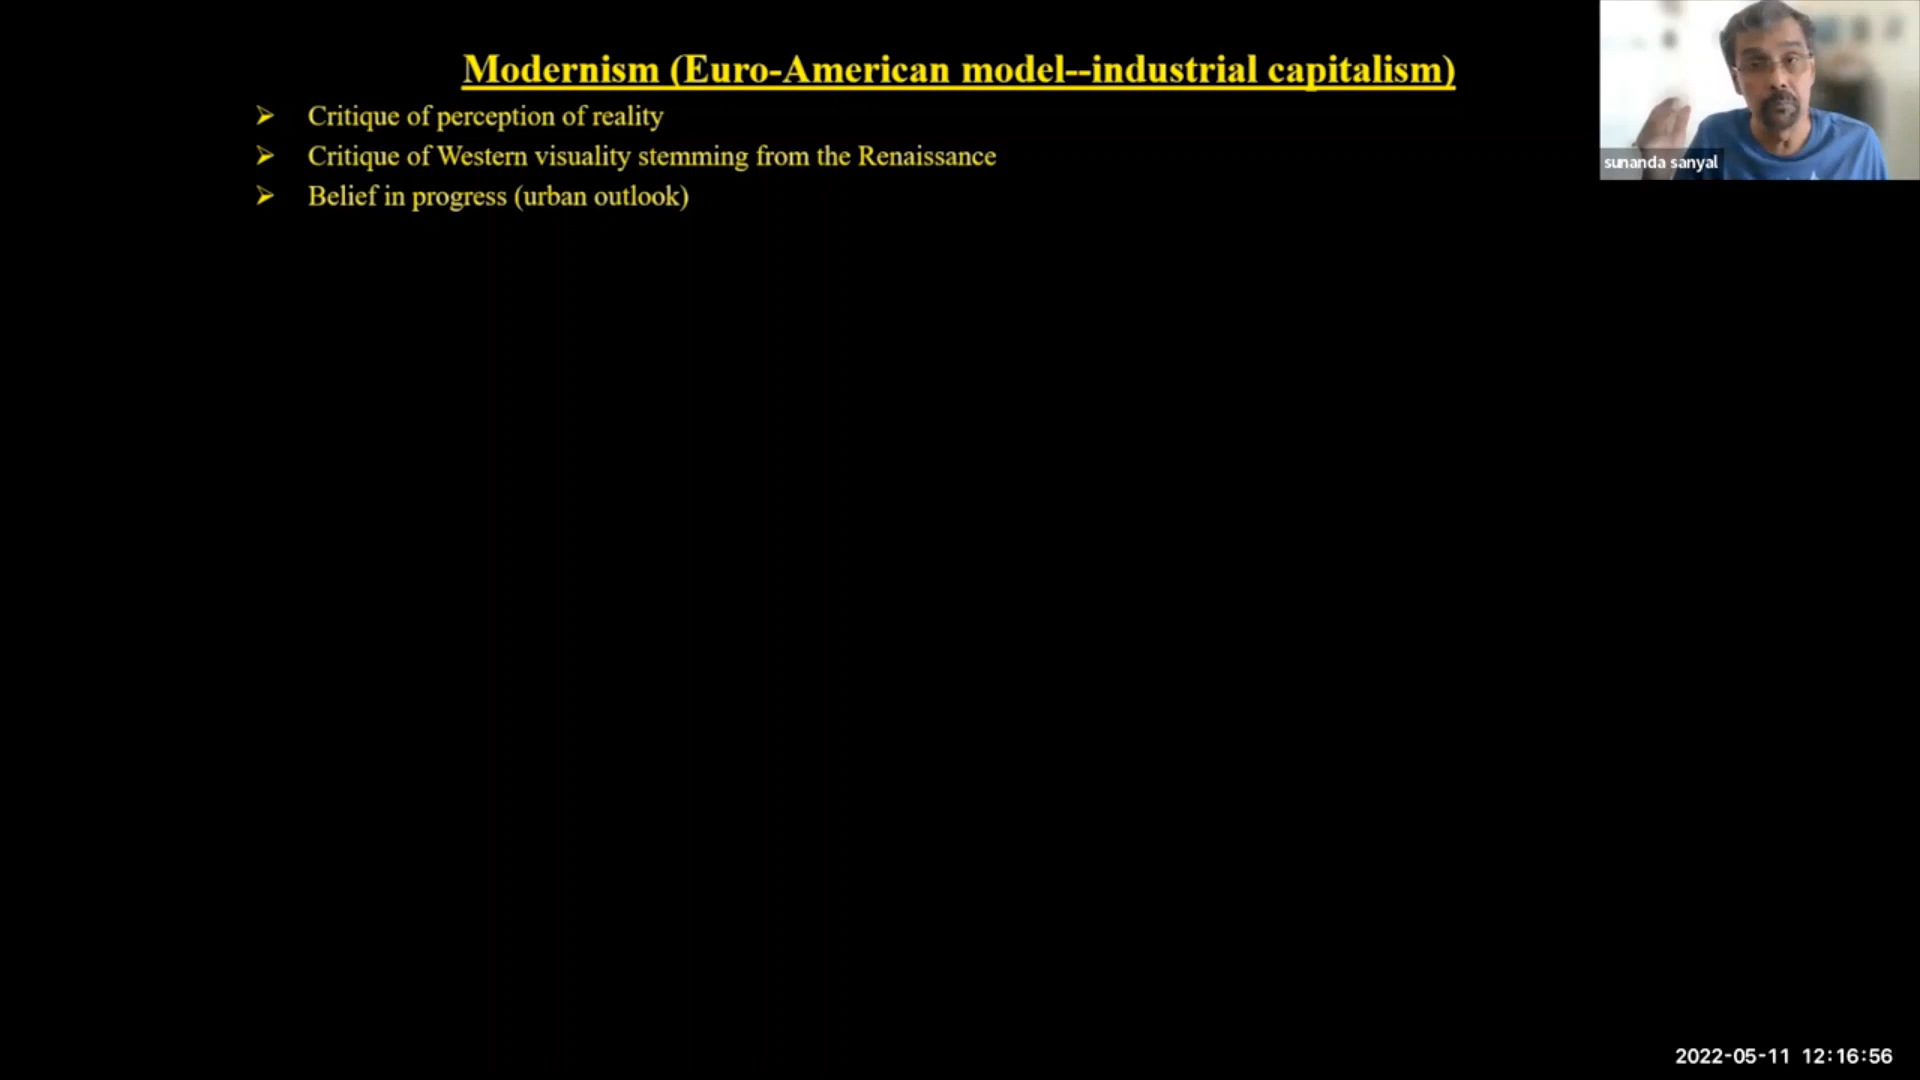 Modernism (Euro-American model--industrial capitalism)
➢ Critique of perception of reality
➢ Critique of Western visuality stemming from the Renaissance
➢ Belief in progress (urban outlook)
sunanda sanyal
2022-05-11 12:16:56